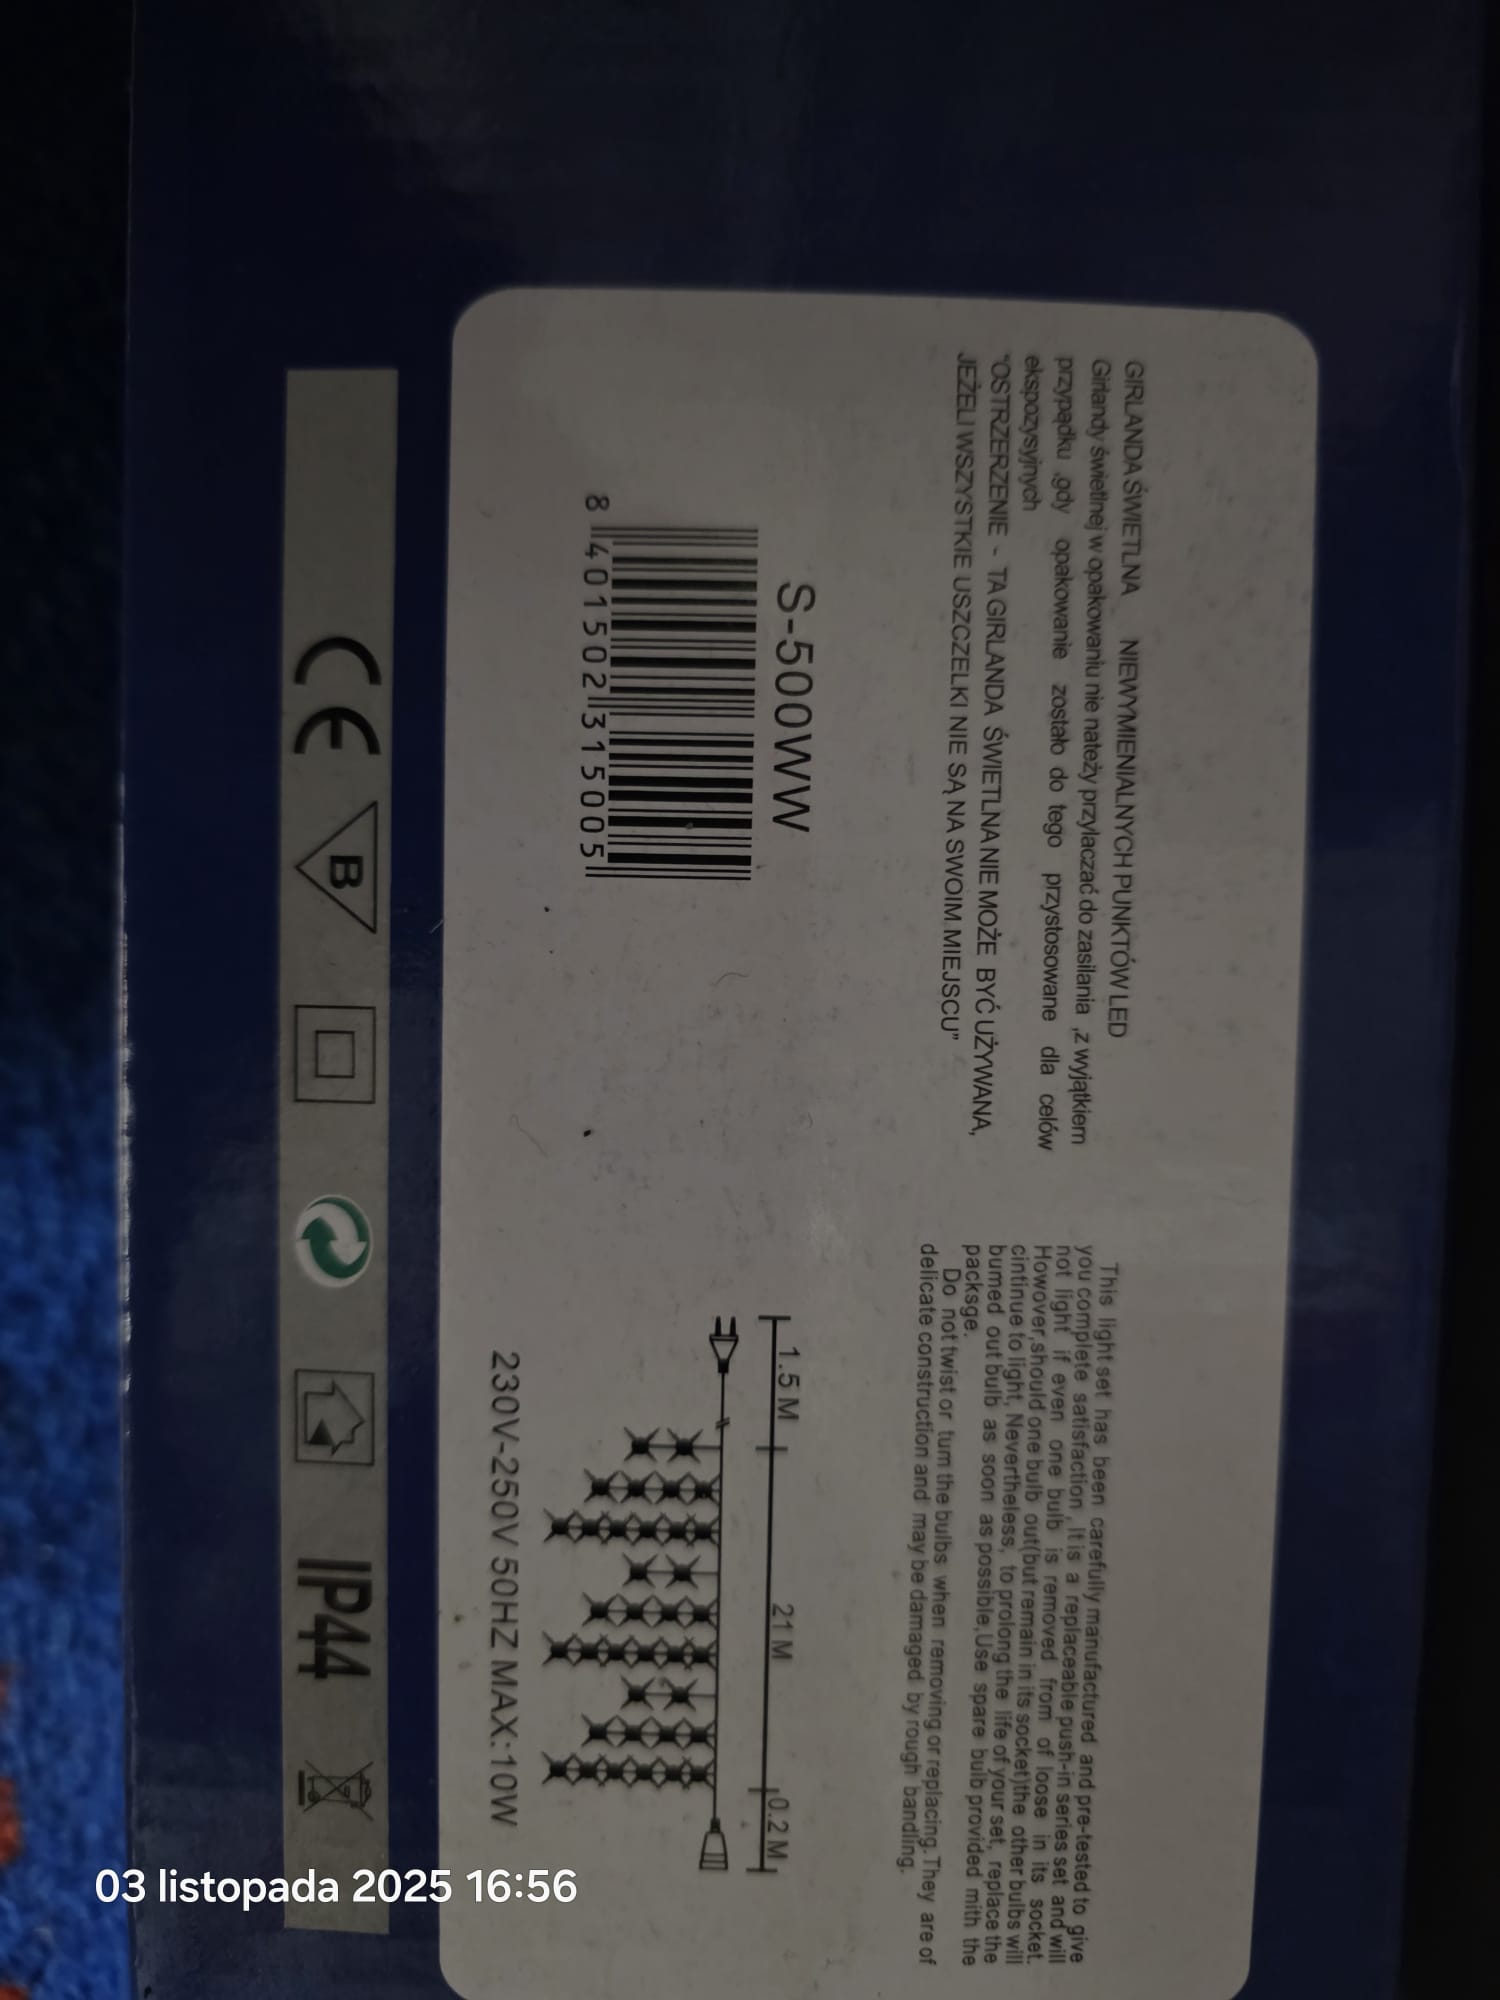 GIRLANDA ŚWIETLNA NIEWYMIENIALNYCH PUNKTÓW LED
Girlandy świetlnej w opakowaniu nie nateży przylaczać do zasilania ,z wyjątkiem
przypądku ,gdy opakowanie zostało do tego przystosowane dla celów
ekspozysyjnych
"OSTRZERZENIE - TA GIRLANDA ŚWIETLNA NIE MOŻE BYĆ UŻYWANA,
JEŻELI WSZYSTKIE USZCZELKI NIE SĄ NA SWOIM MIEJSCU"
S-500WW
8 401502 315005
This light set has been carefully manufactured and pre-tested to give
you complete satisfaction ,It is a replaceable push-in series set and will
not light if even one bulb is removed from of loose in its socket.
Howover,should one bulb out(but remain in its socket)the other bulbs will
cintinue to light, Nevertheless, to prolong the life of your set, replace the
bumed out bulb as soon as possible,Use spare bulb provided mith the
packsge.
Do not twist or tum the bulbs when removing or replacing.They are of
delicate construction and may be damaged by rough bandling.
1.5 M 21 M 0.2 M
230V-250V 50HZ MAX:10W
CE B IP44
03 listopada 2025 16:56